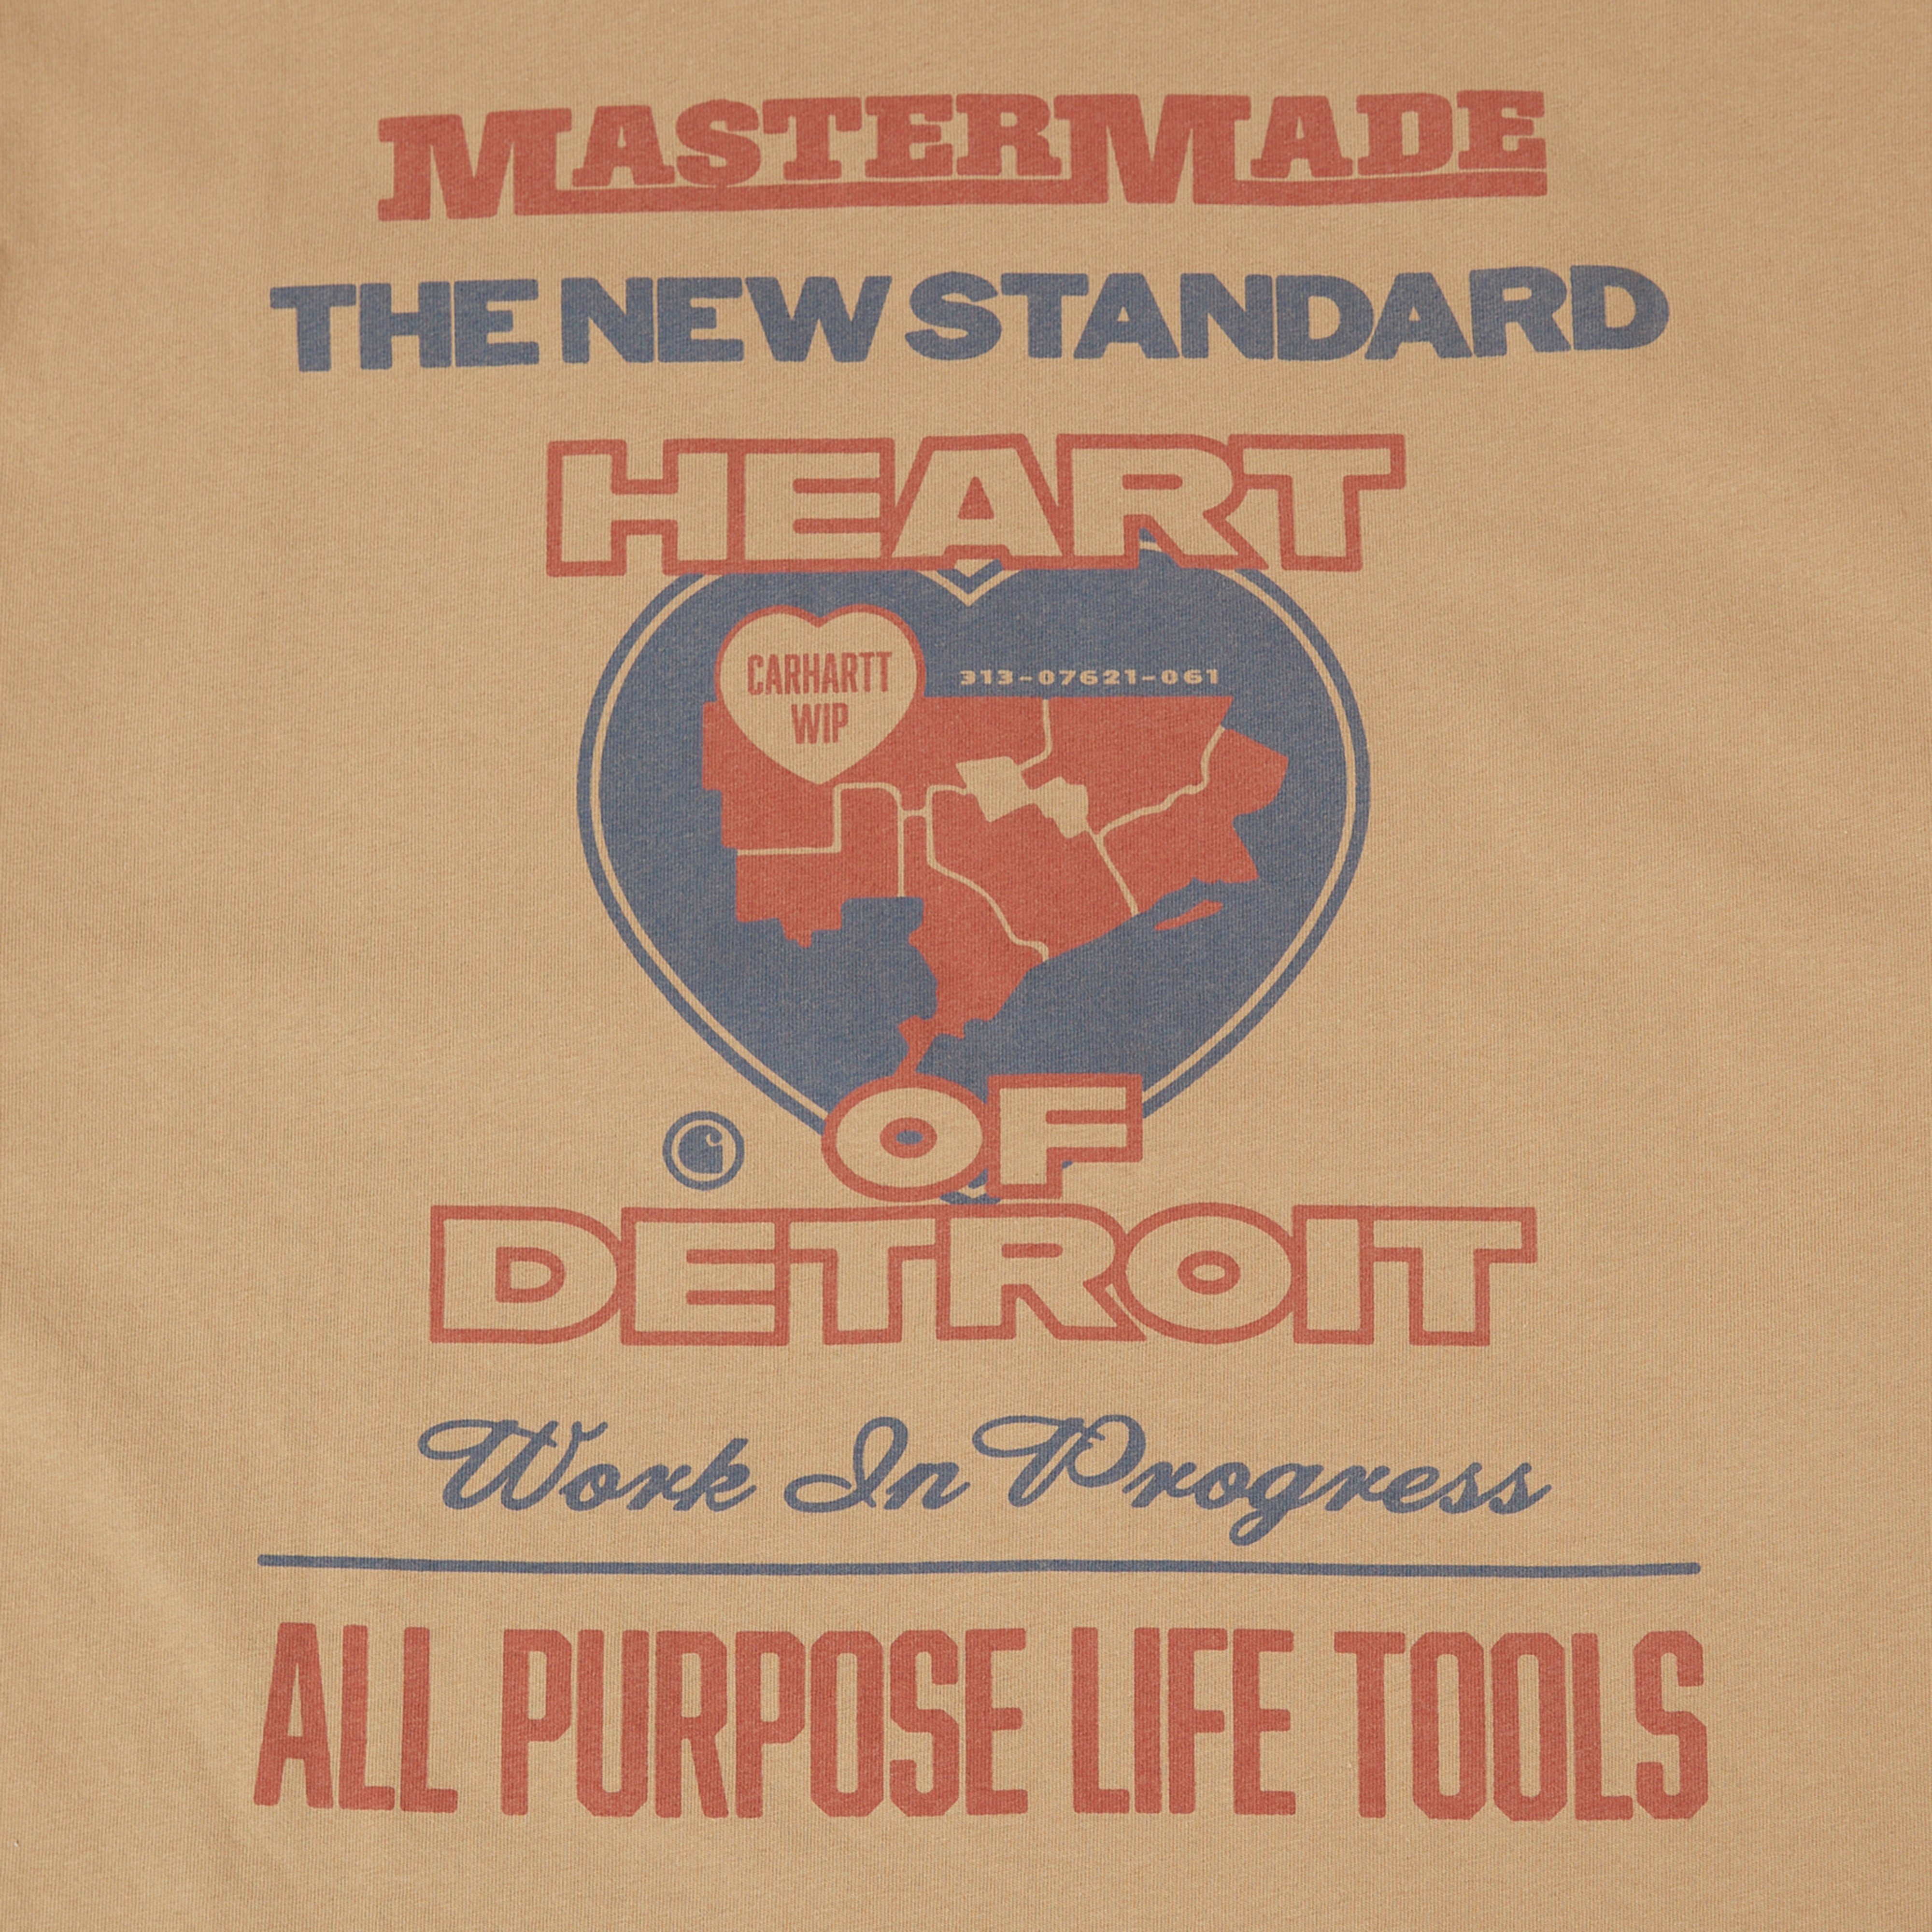 MASTERMADE
THE NEW STANDARD
HEART
CARHARTT
WIP
313-07621-061
OF
DETROIT
Work In Progress
ALL PURPOSE LIFE TOOLS